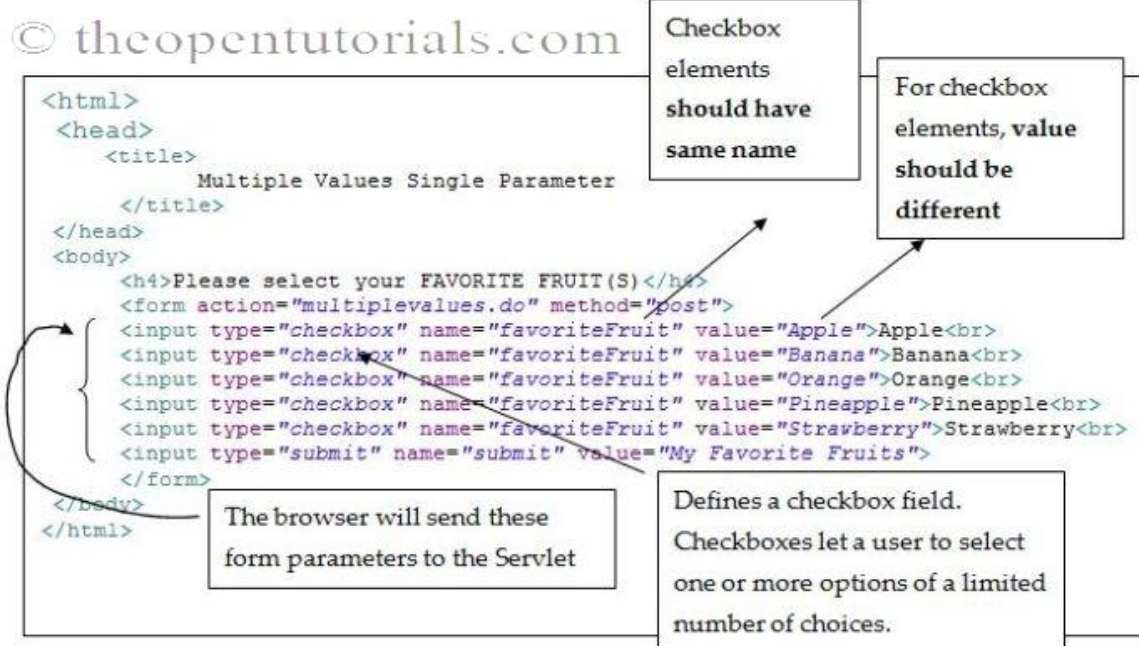 © theopentutorials.com
Checkbox
elements
should have
same name
For checkbox
elements, value
should be
different
<html>
<head>
<title>
Multiple Values Single Parameter
</title>
</head>
<body>
<h4>Please select your FAVORITE FRUIT(S)</h4>
<form action="multiplevalues.do" method="post">
<input type="checkbox" name="favoriteFruit" value="Apple">Apple<br>
<input type="checkbox" name="favoriteFruit" value="Banana">Banana<br>
<input type="checkbox" name="favoriteFruit" value="Orange">Orange<br>
<input type="checkbox" name="favoriteFruit" value="Pineapple">Pineapple<br>
<input type="checkbox" name="favoriteFruit" value="Strawberry">Strawberry<br>
<input type="submit" name="submit" value="My Favorite Fruits">
</form>
</body>
</html>
The browser will send these
form parameters to the Servlet
Defines a checkbox field.
Checkboxes let a user to select
one or more options of a limited
number of choices.